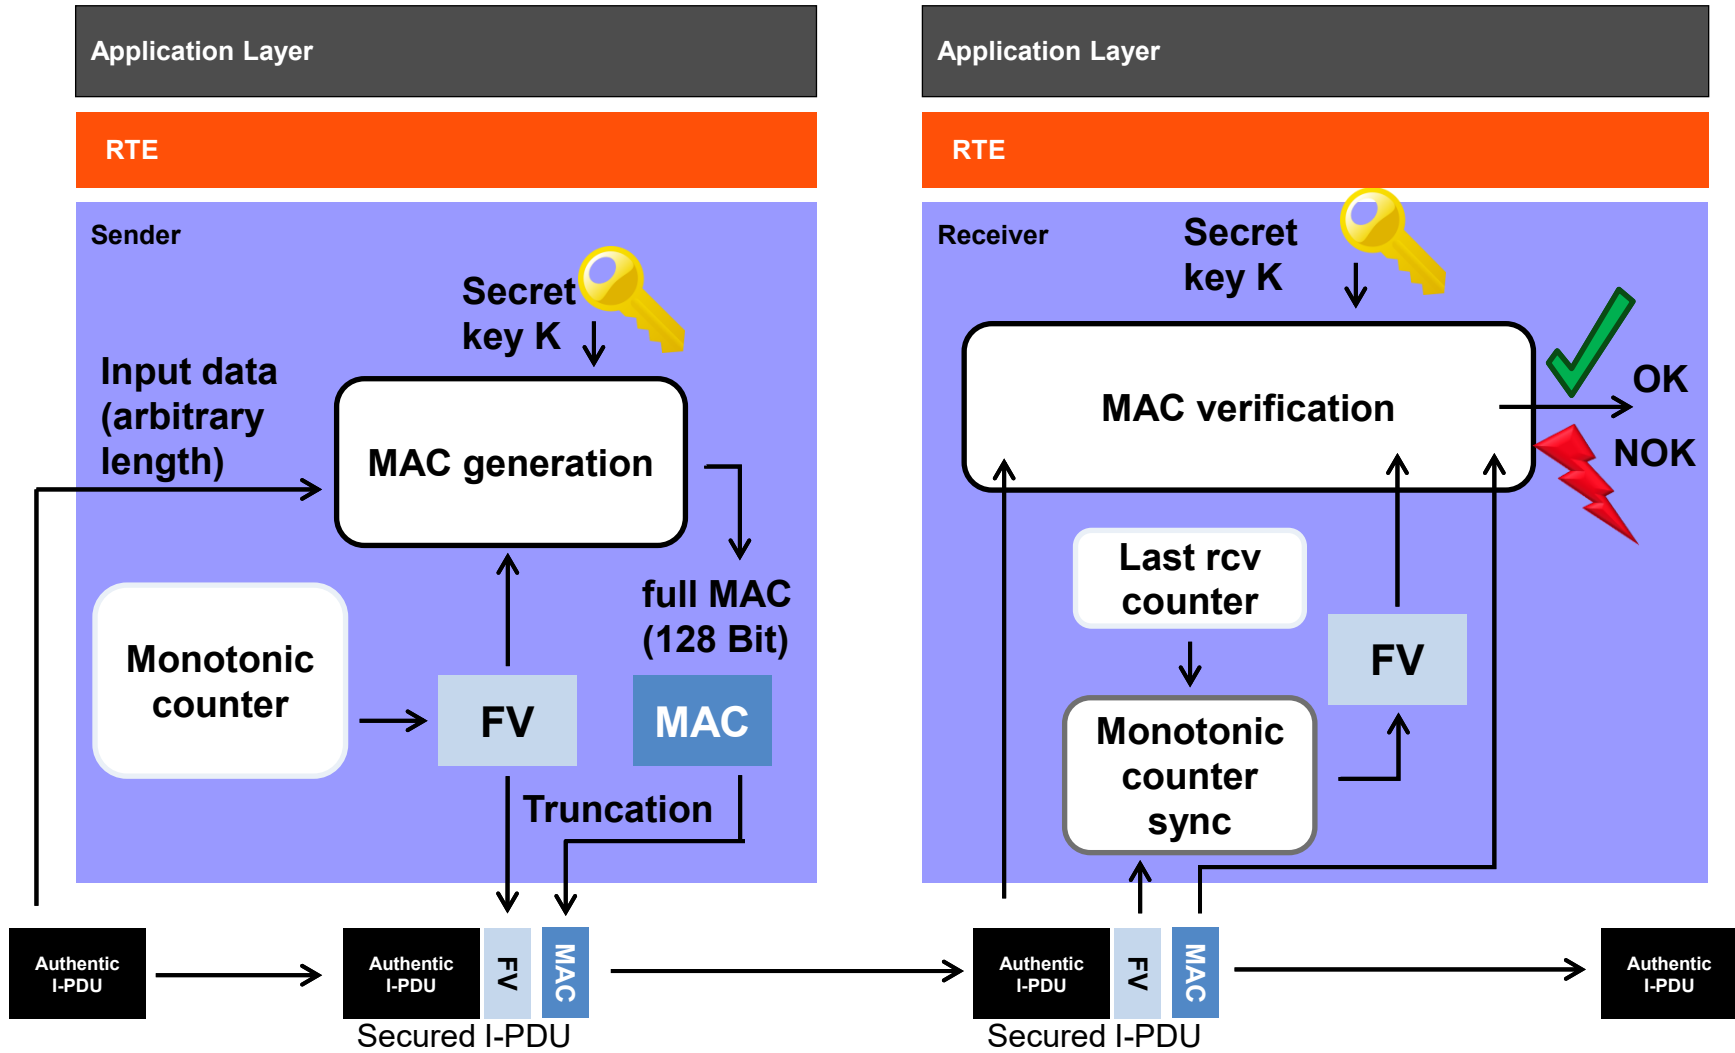 Application Layer
RTE
Sender
Secret
key K
Input data
(arbitrary
length)
MAC generation
full MAC
(128 Bit)
Monotonic
counter
FV
MAC
Truncation
Authentic
I-PDU
Authentic
I-PDU
FV
MAC
Secured I-PDU
Application Layer
RTE
Receiver
Secret
key K
MAC verification
OK
NOK
Last rcv
counter
FV
Monotonic
counter
sync
Authentic
I-PDU
FV
MAC
Secured I-PDU
Authentic
I-PDU